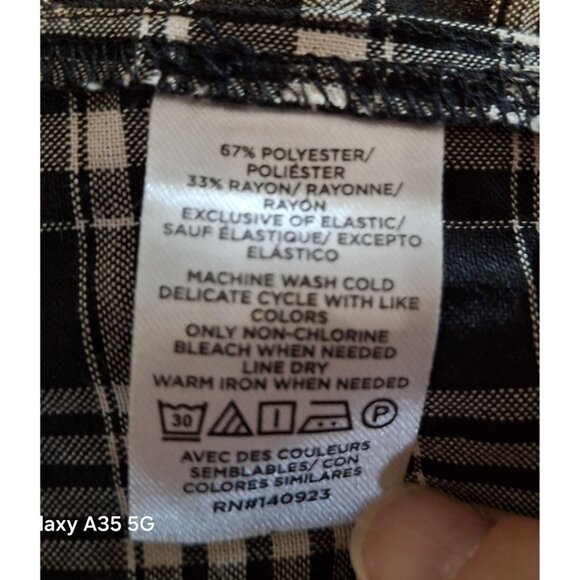 67% POLYESTER/
POLIÉSTER
33% RAYON/ RAYONNE/
RAYÓN
EXCLUSIVE OF ELASTIC/
SAUF ÉLASTIQUE/ EXCEPTO
ELÁSTICO
MACHINE WASH COLD
DELICATE CYCLE WITH LIKE
COLORS
ONLY NON-CHLORINE
BLEACH WHEN NEEDED
LINE DRY
WARM IRON WHEN NEEDED
30 P
AVEC DES COULEURS
SEMBLABLES/ CON
COLORES SIMILARES
RN#140923
laxy A35 5G